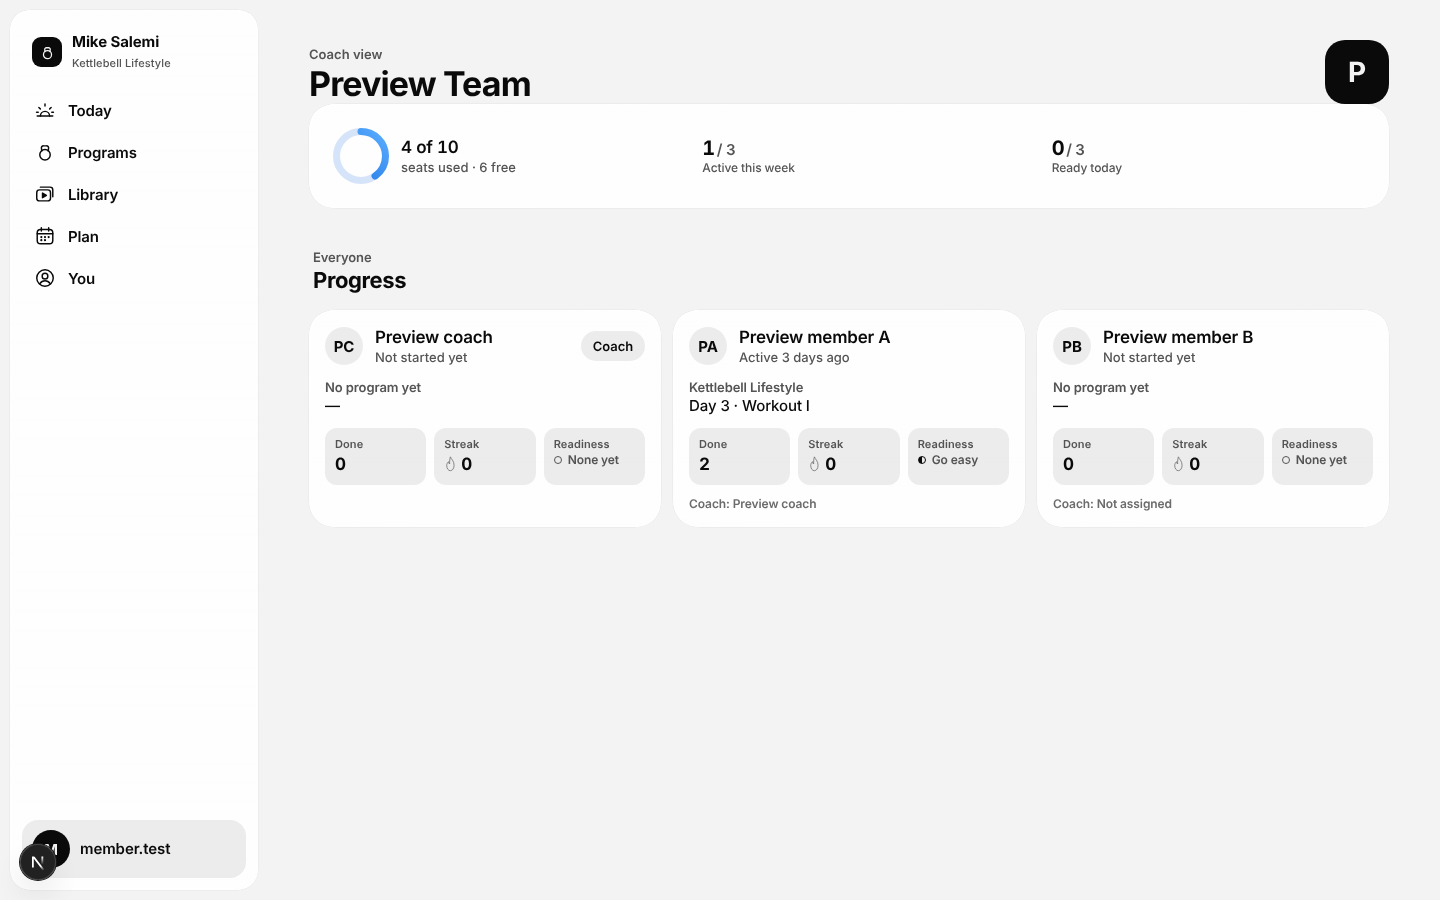 Mike Salemi
Kettlebell Lifestyle
Today
Programs
Library
Plan
You
member.test
N
Coach view
Preview Team
P
4 of 10
seats used · 6 free
1 / 3
Active this week
0 / 3
Ready today
Everyone
Progress
PC
Preview coach
Not started yet
Coach
No program yet
—
Done
0
Streak
0
Readiness
None yet
PA
Preview member A
Active 3 days ago
Kettlebell Lifestyle
Day 3 · Workout I
Done
2
Streak
0
Readiness
Go easy
Coach: Preview coach
PB
Preview member B
Not started yet
No program yet
—
Done
0
Streak
0
Readiness
None yet
Coach: Not assigned